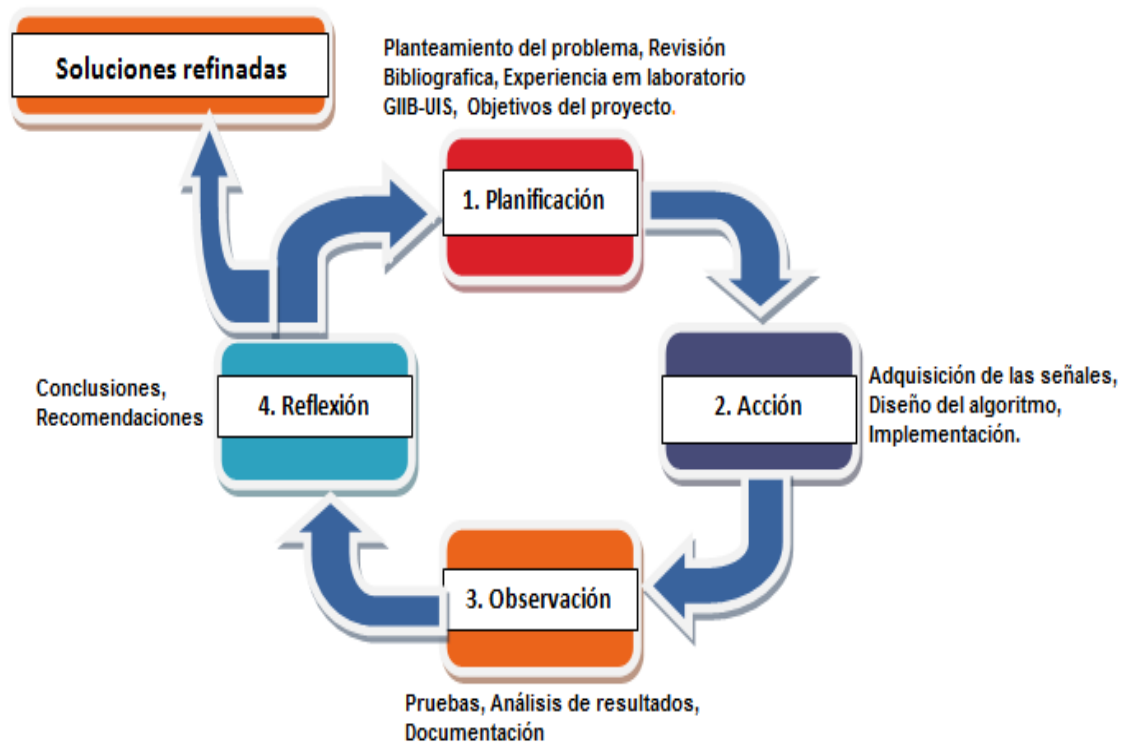 Soluciones refinadas
Planteamiento del problema, Revisión
Bibliografica, Experiencia em laboratorio
GIIB-UIS, Objetivos del proyecto.
1. Planificación
2. Acción
Adquisición de las señales,
Diseño del algoritmo,
Implementación.
3. Observación
Pruebas, Análisis de resultados,
Documentación
4. Reflexión
Conclusiones,
Recomendaciones